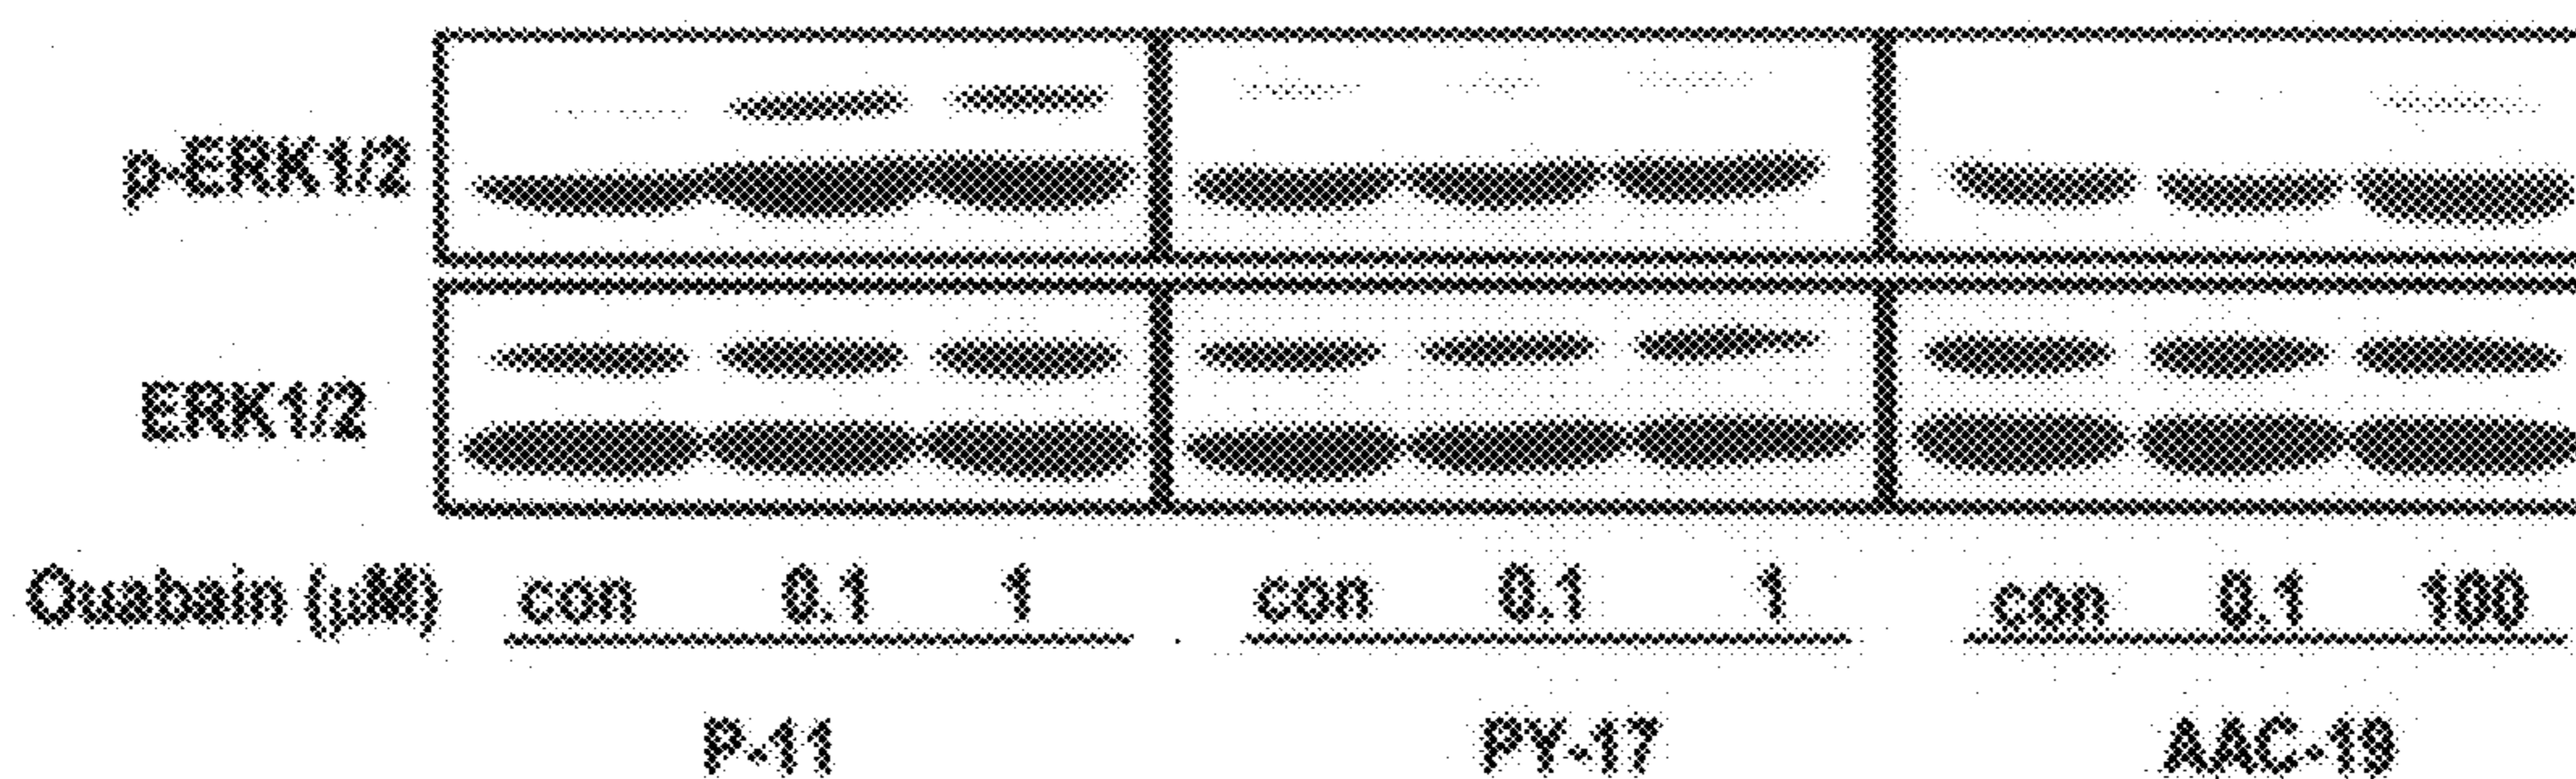 p-ERK1/2
ERK1/2
Ouabain (μM) con 0.1 1 con 0.1 1 con 0.1 100
P-11 PY-17 AAC-19